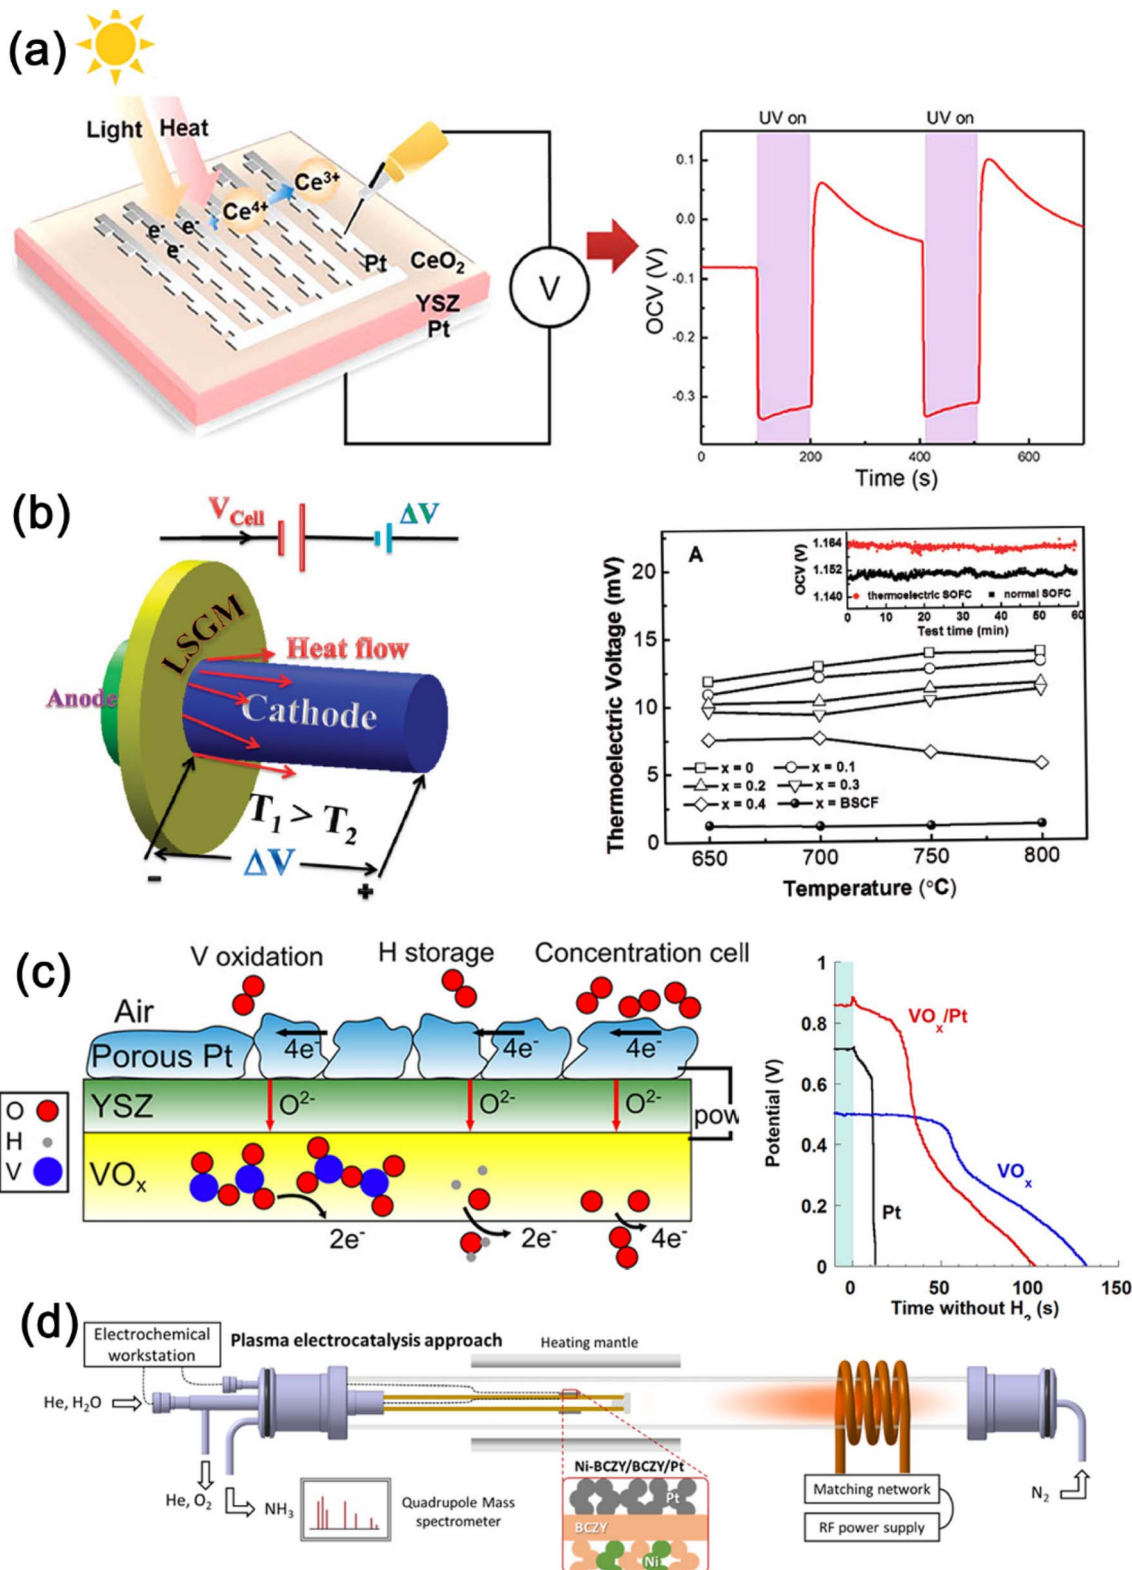 (a)
Light Heat
Ce4+
Ce3+
e-
e-
e-
Pt
CeO2
YSZ
Pt
V
UV on
UV on
0.1
0.0
-0.1
-0.2
-0.3
OCV (V)
0
200
400
600
Time (s)
(b)
VCell
ΔV
LSGM
Heat flow
Anode
Cathode
T1 > T2
ΔV
-
+
A
Thermoelectric Voltage (mV)
20
15
10
5
0
OCV (V)
1.164
1.152
1.140
thermoelectric SOFC
normal SOFC
0 10 20 30 40 50 60
Test time (min)
x = 0
x = 0.1
x = 0.2
x = 0.3
x = 0.4
x = BSCF
650
700
750
800
Temperature (°C)
(c)
V oxidation
H storage
Concentration cell
Air
Porous Pt
4e-
4e-
4e-
YSZ
O2-
O2-
O2-
pow
VOx
O
H
V
2e-
2e-
4e-
Potential (V)
1
0.8
0.6
0.4
0.2
0
VOx/Pt
VOx
Pt
0
50
100
150
Time without H2 (s)
(d)
Electrochemical
workstation
Plasma electrocatalysis approach
Heating mantle
He, H2O
He, O2
NH3
Quadrupole Mass
spectrometer
Ni-BCZY/BCZY/Pt
Pt
BCZY
Ni
Matching network
RF power supply
N2